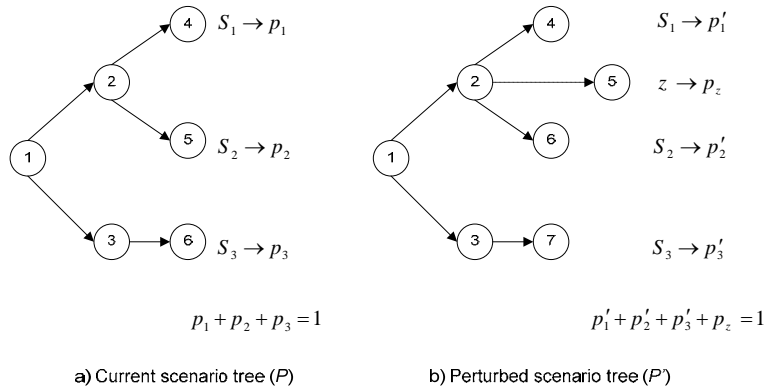 4 S₁ → p₁
2
5 S₂ → p₂
1
3 6 S₃ → p₃
p₁ + p₂ + p₃ = 1
a) Current scenario tree (P)
4 S₁ → p₁′
2 5 z → p_z
6 S₂ → p₂′
1
3 7 S₃ → p₃′
p₁′ + p₂′ + p₃′ + p_z = 1
b) Perturbed scenario tree (P')